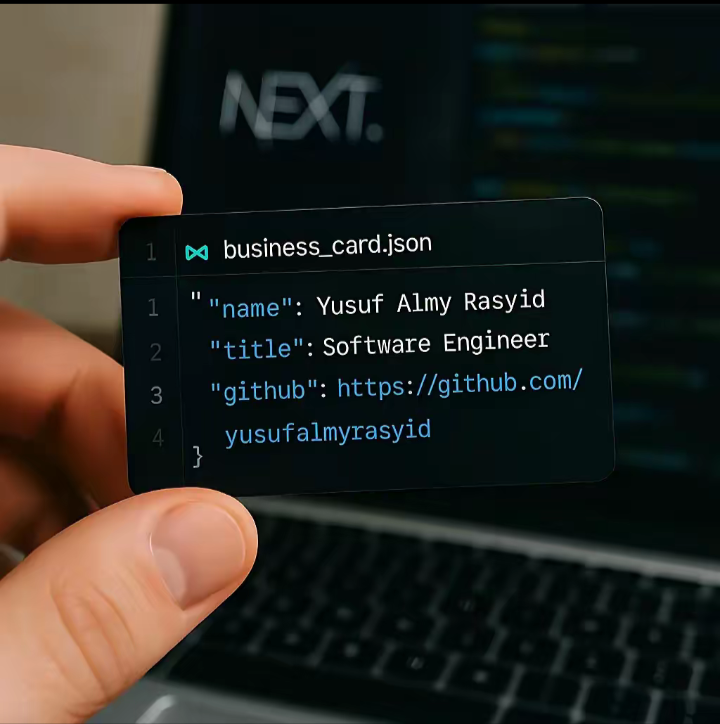 NEXT.
1 business_card.json
1 " "name": Yusuf Almy Rasyid
2 "title": Software Engineer
3 "github": https://github.com/
4 yusufalmyrasyid
}